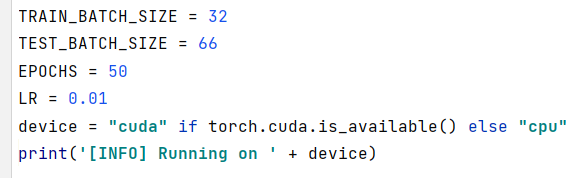 TRAIN_BATCH_SIZE = 32
TEST_BATCH_SIZE = 66
EPOCHS = 50
LR = 0.01
device = "cuda" if torch.cuda.is_available() else "cpu"
print('[INFO] Running on ' + device)